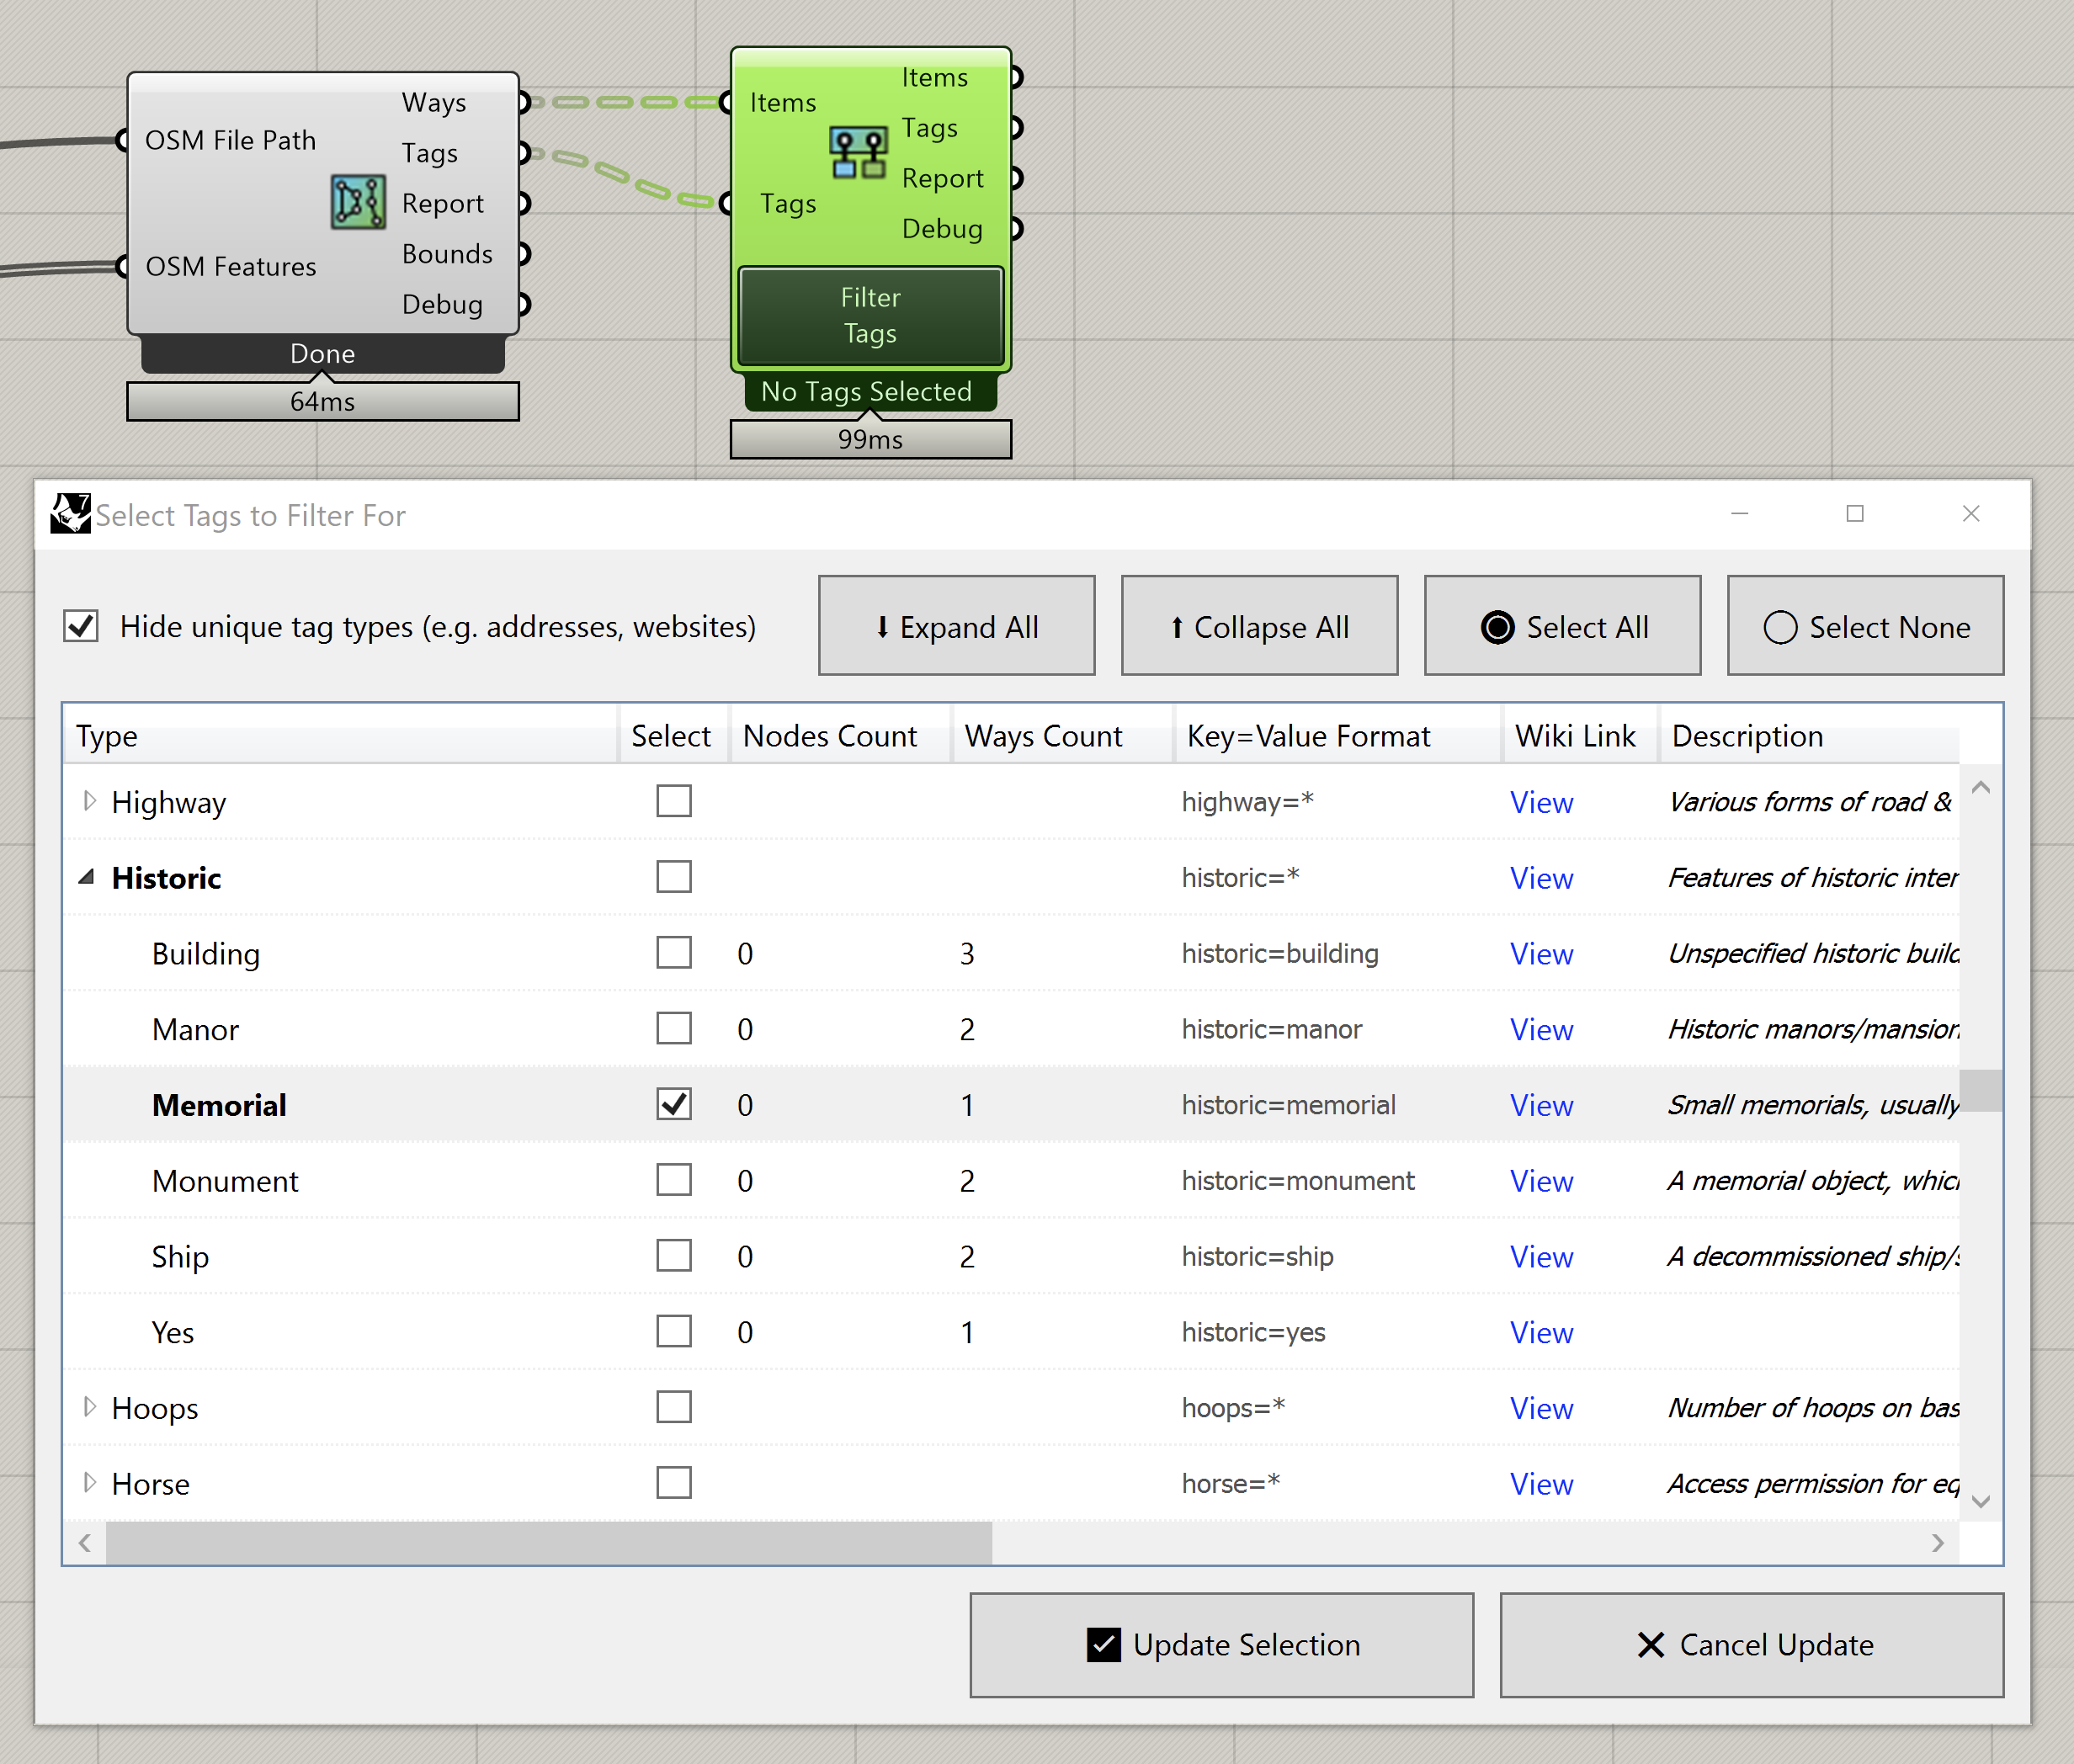 OSM File Path
OSM Features
Ways
Tags
Report
Bounds
Debug
Done
64ms
Items
Tags
Items
Tags
Report
Debug
Filter
Tags
No Tags Selected
99ms
7
Select Tags to Filter For
Hide unique tag types (e.g. addresses, websites)
Expand All
Collapse All
Select All
Select None
Type Select Nodes Count Ways Count Key=Value Format Wiki Link Description
Highway highway=* View Various forms of road &
Historic historic=* View Features of historic inter
Building 0 3 historic=building View Unspecified historic build
Manor 0 2 historic=manor View Historic manors/mansion
Memorial 0 1 historic=memorial View Small memorials, usually
Monument 0 2 historic=monument View A memorial object, which
Ship 0 2 historic=ship View A decommissioned ship/s
Yes 0 1 historic=yes View
Hoops hoops=* View Number of hoops on bas
Horse horse=* View Access permission for eq
Update Selection
Cancel Update